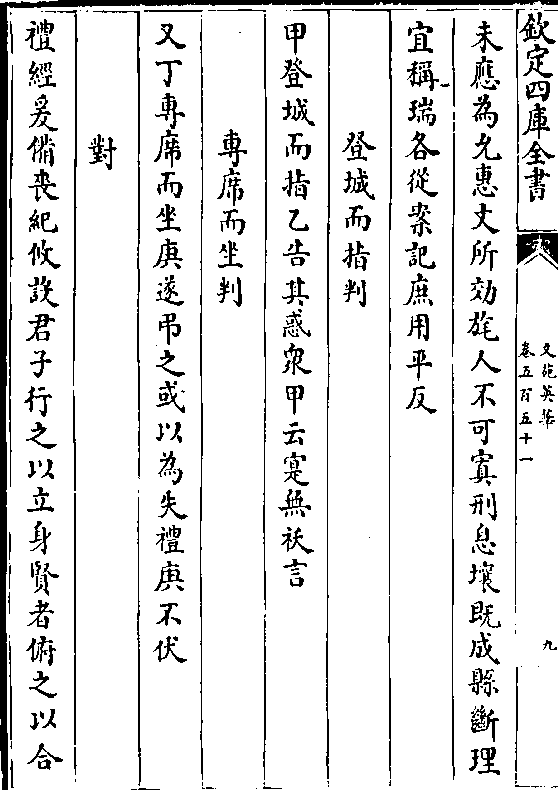 欽定四庫全書
文苑英華
卷五百五十一
九
未應為允惠丈所効旄人不可寘刑息壤既成縣斷理
宜稱瑞各從案記庶用平反
登城而指判
甲登城而指乙告其惑衆甲云寔無袄言
專席而坐判
又丁專席而坐庚遂弔之或以為失禮庚不伏
對
禮經爰備喪紀攸設君子行之以立身賢者俯之以合